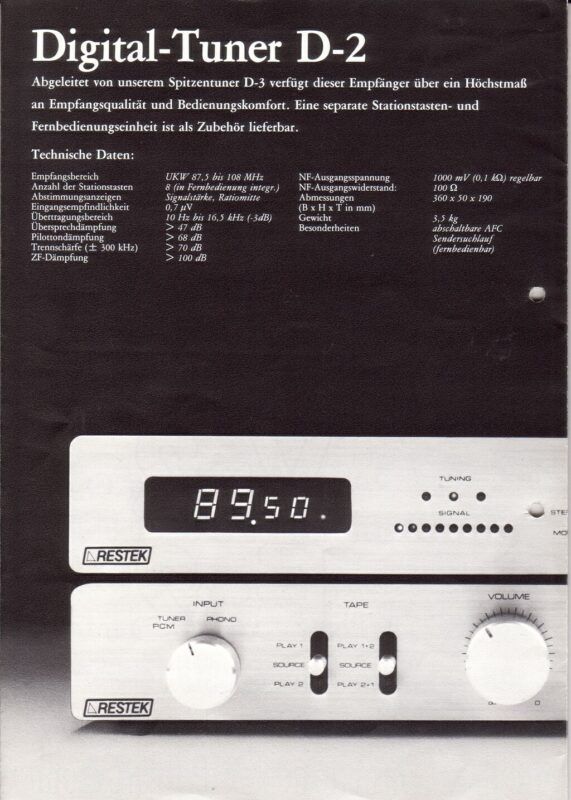 Digital-Tuner D-2
Abgeleitet von unserem Spitzentuner D-3 verfügt dieser Empfänger über ein Höchstmaß
an Empfangsqualität und Bedienungskomfort. Eine separate Stationstasten- und
Fernbedienungseinheit ist als Zubehör lieferbar.
Technische Daten:
Empfangsbereich UKW 87,5 bis 108 MHz
Anzahl der Stationstasten 8 (in Fernbedienung integr.)
Abstimmungsanzeigen Signalstärke, Ratiomitte
Eingangsempfindlichkeit 0,7 µV
Übertragungsbereich 10 Hz bis 16,5 kHz (-3dB)
Übersprechdämpfung > 47 dB
Pilottondämpfung > 68 dB
Trennschärfe (± 300 kHz) > 70 dB
ZF-Dämpfung > 100 dB
NF-Ausgangsspannung 1000 mV (0,1 kΩ) regelbar
NF-Ausgangswiderstand: 100 Ω
Abmessungen 360 x 50 x 190
(B x H x T in mm)
Gewicht 3,5 kg
Besonderheiten abschaltbare AFC
Sendersuchlauf
(fernbedienbar)
TUNING
89.50.
SIGNAL
STE
MO
RESTEK
INPUT
TAPE
VOLUME
TUNER
PHONO
PCM
PLAY 1
PLAY 1+2
SOURCE
SOURCE
PLAY 2
PLAY 2+1
RESTEK